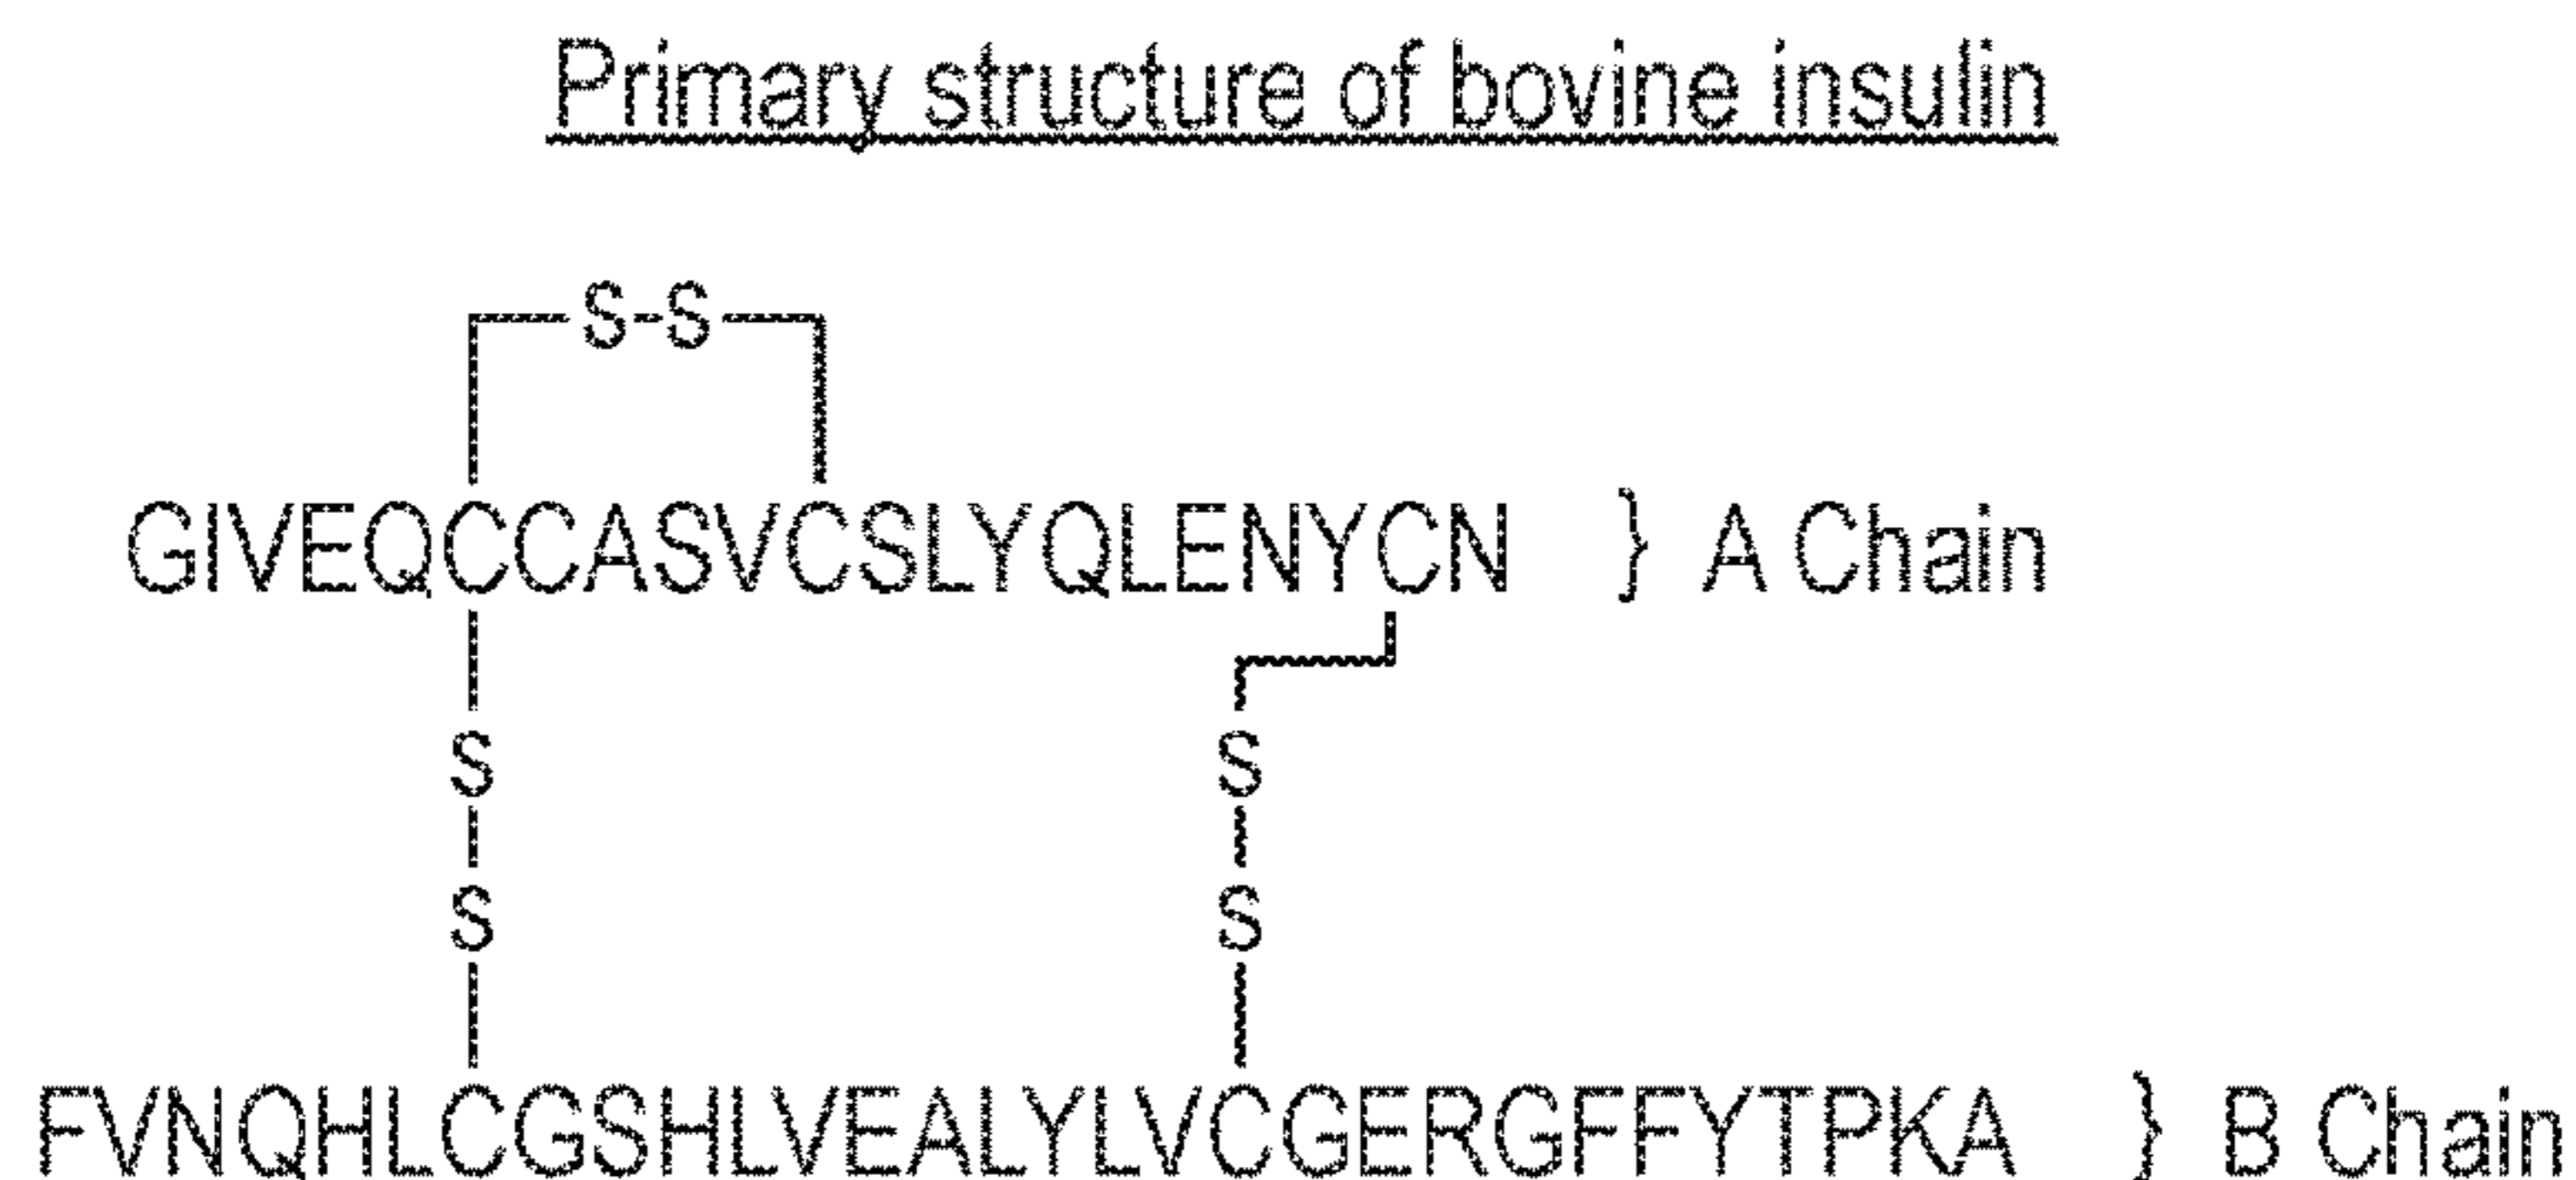 Primary structure of bovine insulin
S-S
GIVEQCCASVCSLYQLENYCN } A Chain
S S
S S
FVNQHLCGSHLVEALYLVCGERGFFYTPKA } B Chain